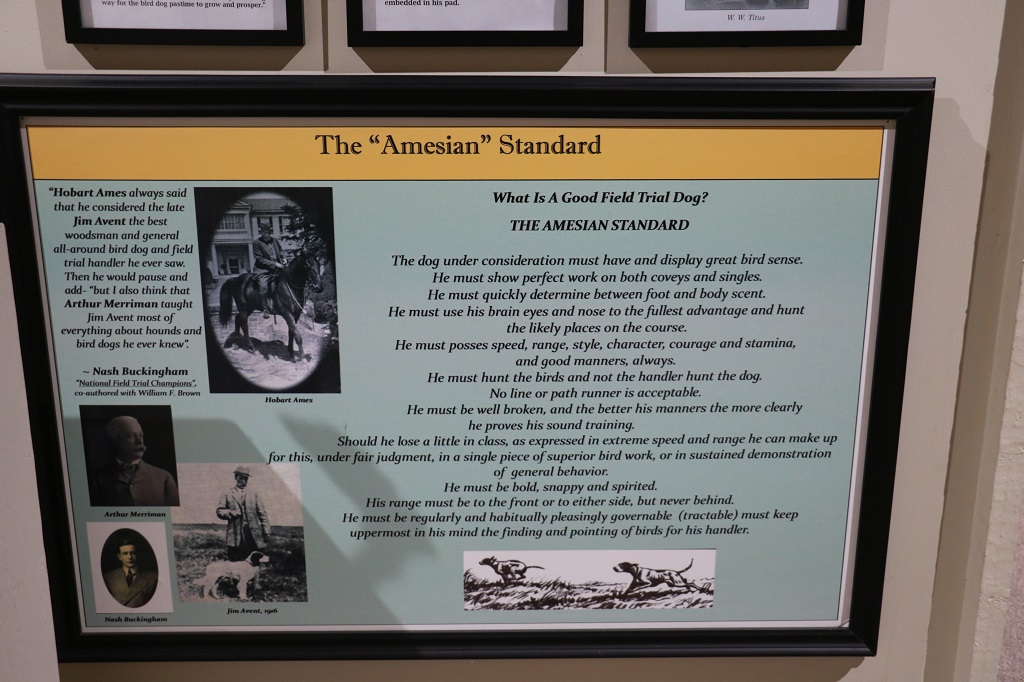 way for the bird dog pastime to grow and prosper."
embedded in his pad.
W. W. Titus
The "Amesian" Standard
"Hobart Ames always said
that he considered the late
Jim Avent the best
woodsman and general
all-around bird dog and field
trial handler he ever saw.
Then he would pause and
add- "but I also think that
Arthur Merriman taught
Jim Avent most of
everything about hounds and
bird dogs he ever knew".
~ Nash Buckingham
"National Field Trial Champions",
co-authored with William F. Brown
Hobart Ames
Arthur Merriman
Nash Buckingham
Jim Avent, 1916
What Is A Good Field Trial Dog?
THE AMESIAN STANDARD
The dog under consideration must have and display great bird sense.
He must show perfect work on both coveys and singles.
He must quickly determine between foot and body scent.
He must use his brain eyes and nose to the fullest advantage and hunt
the likely places on the course.
He must posses speed, range, style, character, courage and stamina,
and good manners, always.
He must hunt the birds and not the handler hunt the dog.
No line or path runner is acceptable.
He must be well broken, and the better his manners the more clearly
he proves his sound training.
Should he lose a little in class, as expressed in extreme speed and range he can make up
for this, under fair judgment, in a single piece of superior bird work, or in sustained demonstration
of general behavior.
He must be bold, snappy and spirited.
His range must be to the front or to either side, but never behind.
He must be regularly and habitually pleasingly governable (tractable) must keep
uppermost in his mind the finding and pointing of birds for his handler.